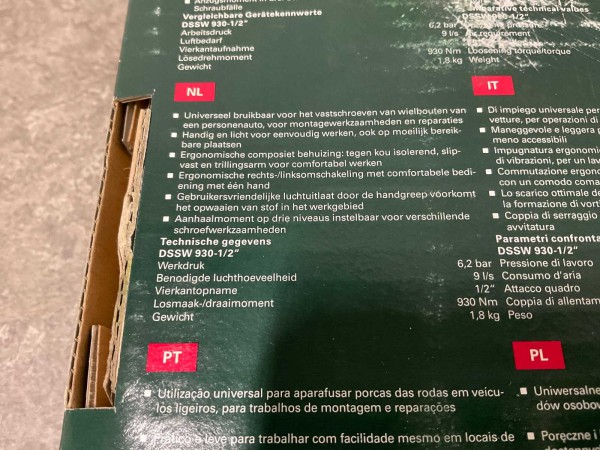 Schraubfälle
Vergleichbare Gerätekennwerte
DSSW 930-1/2"
Arbeitsdruck
Luftbedarf
Vierkantaufnahme
Lösedrehmoment
Gewicht
6,2 bar
9 l/s
930 Nm
1,8 kg
technical values
requirement
Loosening torque/torque
Weight
NL
■ Universeel bruikbaar voor het vastschroeven van wielbouten van
een personenauto, voor montagewerkzaamheden en reparaties
■ Handig en licht voor eenvoudig werken, ook op moeilijk bereik-
bare plaatsen
■ Ergonomische composiet behuizing: tegen kou isolerend, slip-
vast en trillingsarm voor comfortabel werken
■ Ergonomische rechts-/linksomschakeling met comfortabele bedi-
ening met één hand
■ Gebruikersvriendelijke luchtuitlaat door de handgreep voorkomt
het opwaaien van stof in het werkgebied
■ Aanhaalmoment op drie niveaus instelbaar voor verschillende
schroefwerkzaamheden
Technische gegevens
DSSW 930-1/2"
Werkdruk 6,2 bar
Benodigde luchthoeveelheid 9 l/s
Vierkantopname 1/2"
Losmaak-/draaimoment 930 Nm
Gewicht 1,8 kg
IT
■ Di impiego universale per
vetture, per operazioni di
■ Maneggevole e leggera p
meno accessibili
■ Impugnatura ergonomi
di vibrazioni, per un lav
■ Commutazione ergono
con un comodo coma
■ Lo scarico ottimale de
la formazione di vorti
■ Coppia di serraggio
avvitatura
Parametri confronta
DSSW 930-1/2"
Pressione di lavoro
Consumo d'aria
Attacco quadro
Coppia di allentam
Peso
PT
■ Utilização universal para aparafusar porcas das rodas em veícu-
los ligeiros, para trabalhos de montagem e reparações
■ Prático e leve para trabalhar com facilidade mesmo em locais de
PL
■ Uniwersalne
dów osobow
■ Poręczne i